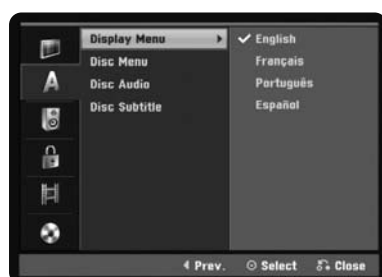 Display Menu
Disc Menu
Disc Audio
Disc Subtitle
English
Français
Português
Español
A
Prev.
Select
Close